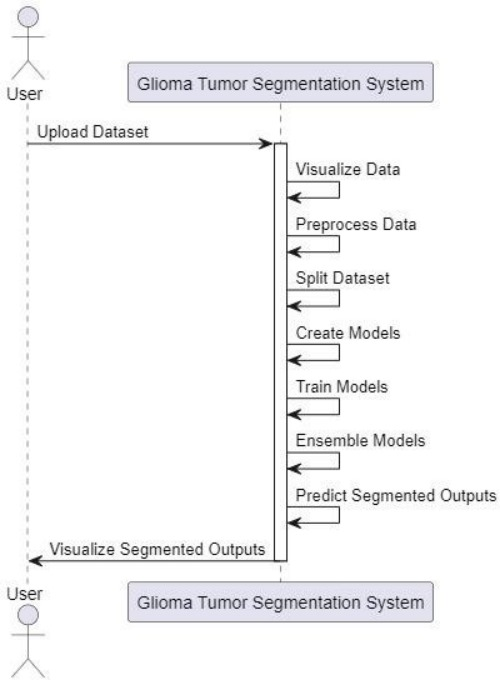 User
Glioma Tumor Segmentation System
Upload Dataset
Visualize Data
Preprocess Data
Split Dataset
Create Models
Train Models
Ensemble Models
Predict Segmented Outputs
Visualize Segmented Outputs
User
Glioma Tumor Segmentation System